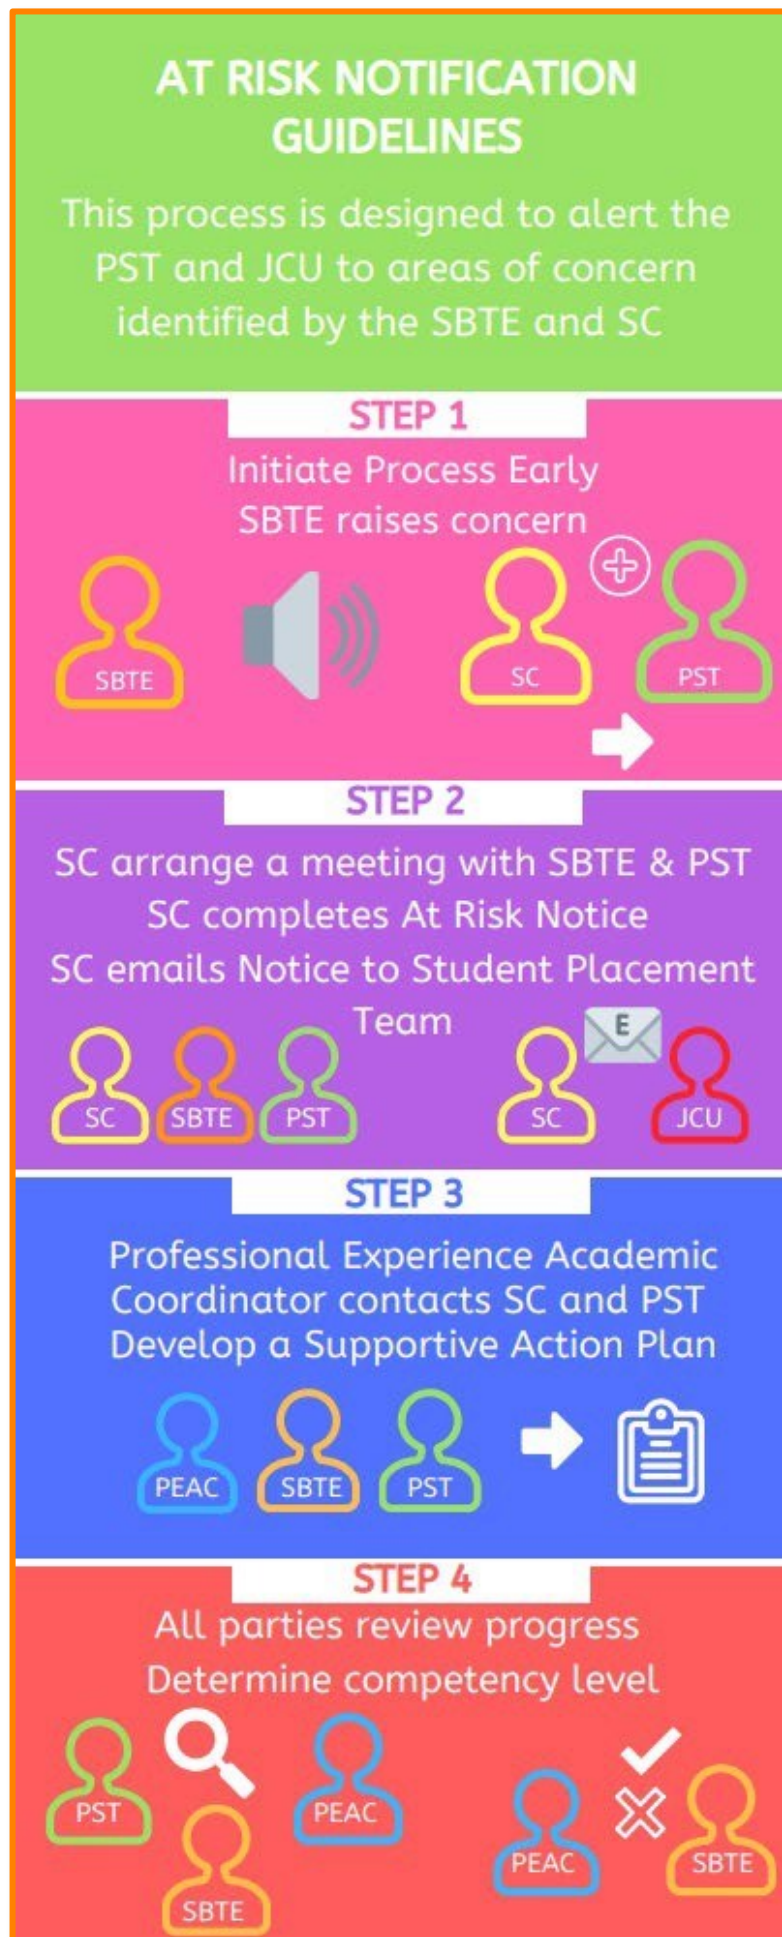 AT RISK NOTIFICATION
GUIDELINES
This process is designed to alert the
PST and JCU to areas of concern
identified by the SBTE and SC
STEP 1
Initiate Process Early
SBTE raises concern
SBTE
SC
PST
STEP 2
SC arrange a meeting with SBTE & PST
SC completes At Risk Notice
SC emails Notice to Student Placement
Team
E
SC
SBTE
PST
SC
JCU
STEP 3
Professional Experience Academic
Coordinator contacts SC and PST
Develop a Supportive Action Plan
PEAC
SBTE
PST
STEP 4
All parties review progress
Determine competency level
PST
PEAC
SBTE
PEAC
SBTE